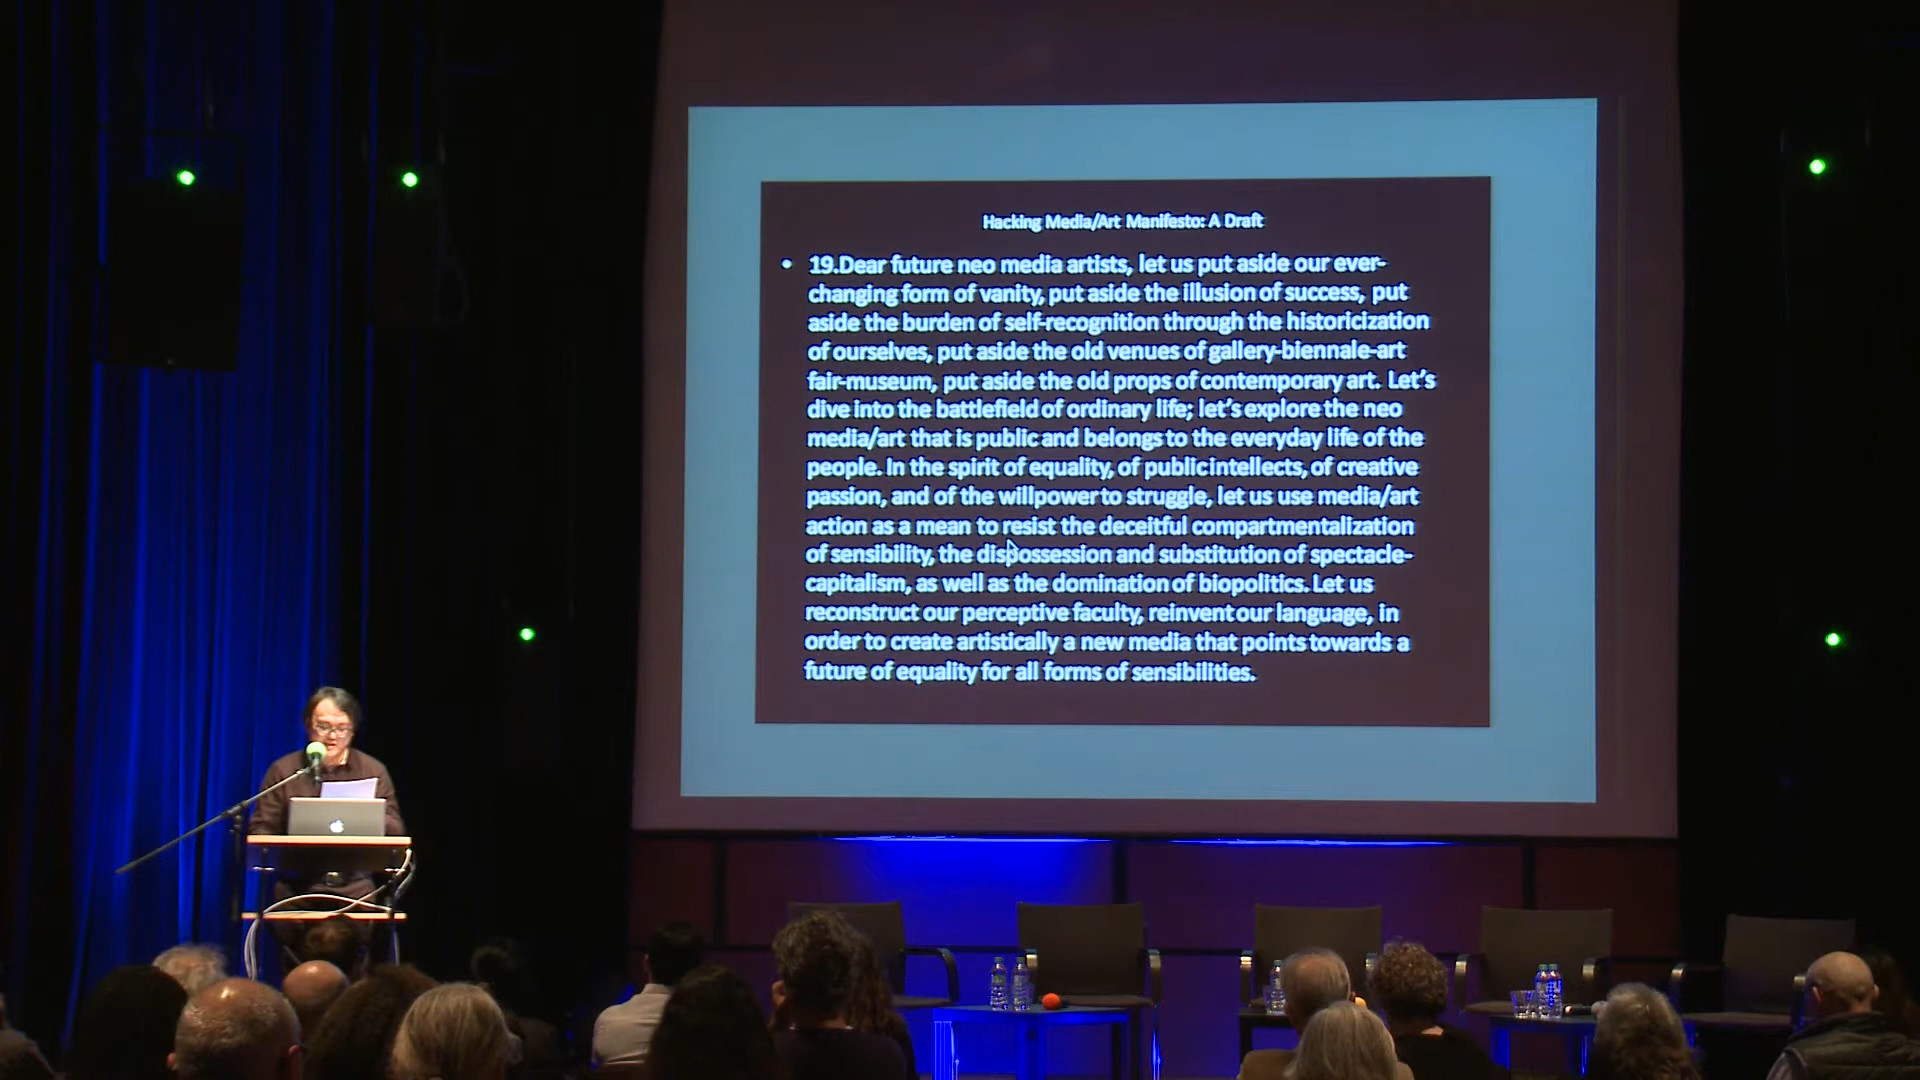 Hacking Media/Art Manifesto: A Draft
• 19.Dear future neo media artists, let us put aside our ever-
changing form of vanity, put aside the illusion of success, put
aside the burden of self-recognition through the historicization
of ourselves, put aside the old venues of gallery-biennale-art
fair-museum, put aside the old props of contemporary art. Let's
dive into the battlefield of ordinary life; let's explore the neo
media/art that is public and belongs to the everyday life of the
people. In the spirit of equality, of public intellects, of creative
passion, and of the willpower to struggle, let us use media/art
action as a mean to resist the deceitful compartmentalization
of sensibility, the dispossession and substitution of spectacle-
capitalism, as well as the domination of biopolitics. Let us
reconstruct our perceptive faculty, reinvent our language, in
order to create artistically a new media that points towards a
future of equality for all forms of sensibilities.